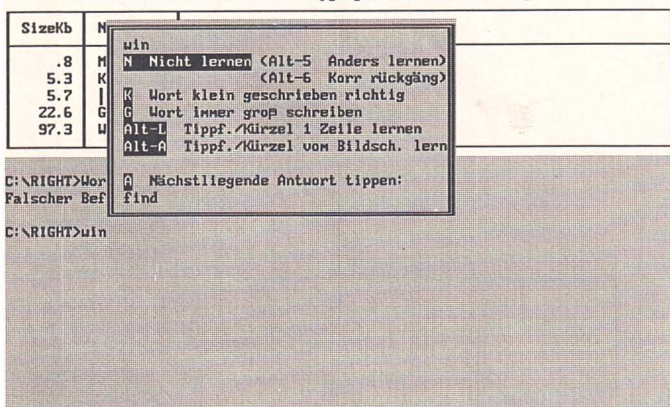 SizeKb N
.8 M
5.3 K
5.7
22.6 G
97.3 W
win
N Nicht lernen (Alt-5 Anders lernen)
(Alt-6 Korr rückgäng)
K Wort klein geschrieben richtig
G Wort immer groß schreiben
Alt-L Tippf./Kürzel 1 Zeile lernen
Alt-A Tippf./Kürzel vom Bildsch. lern
A Nächstliegende Antwort tippen:
find
C:\RIGHT>Wor
Falscher Bef
C:\RIGHT>win